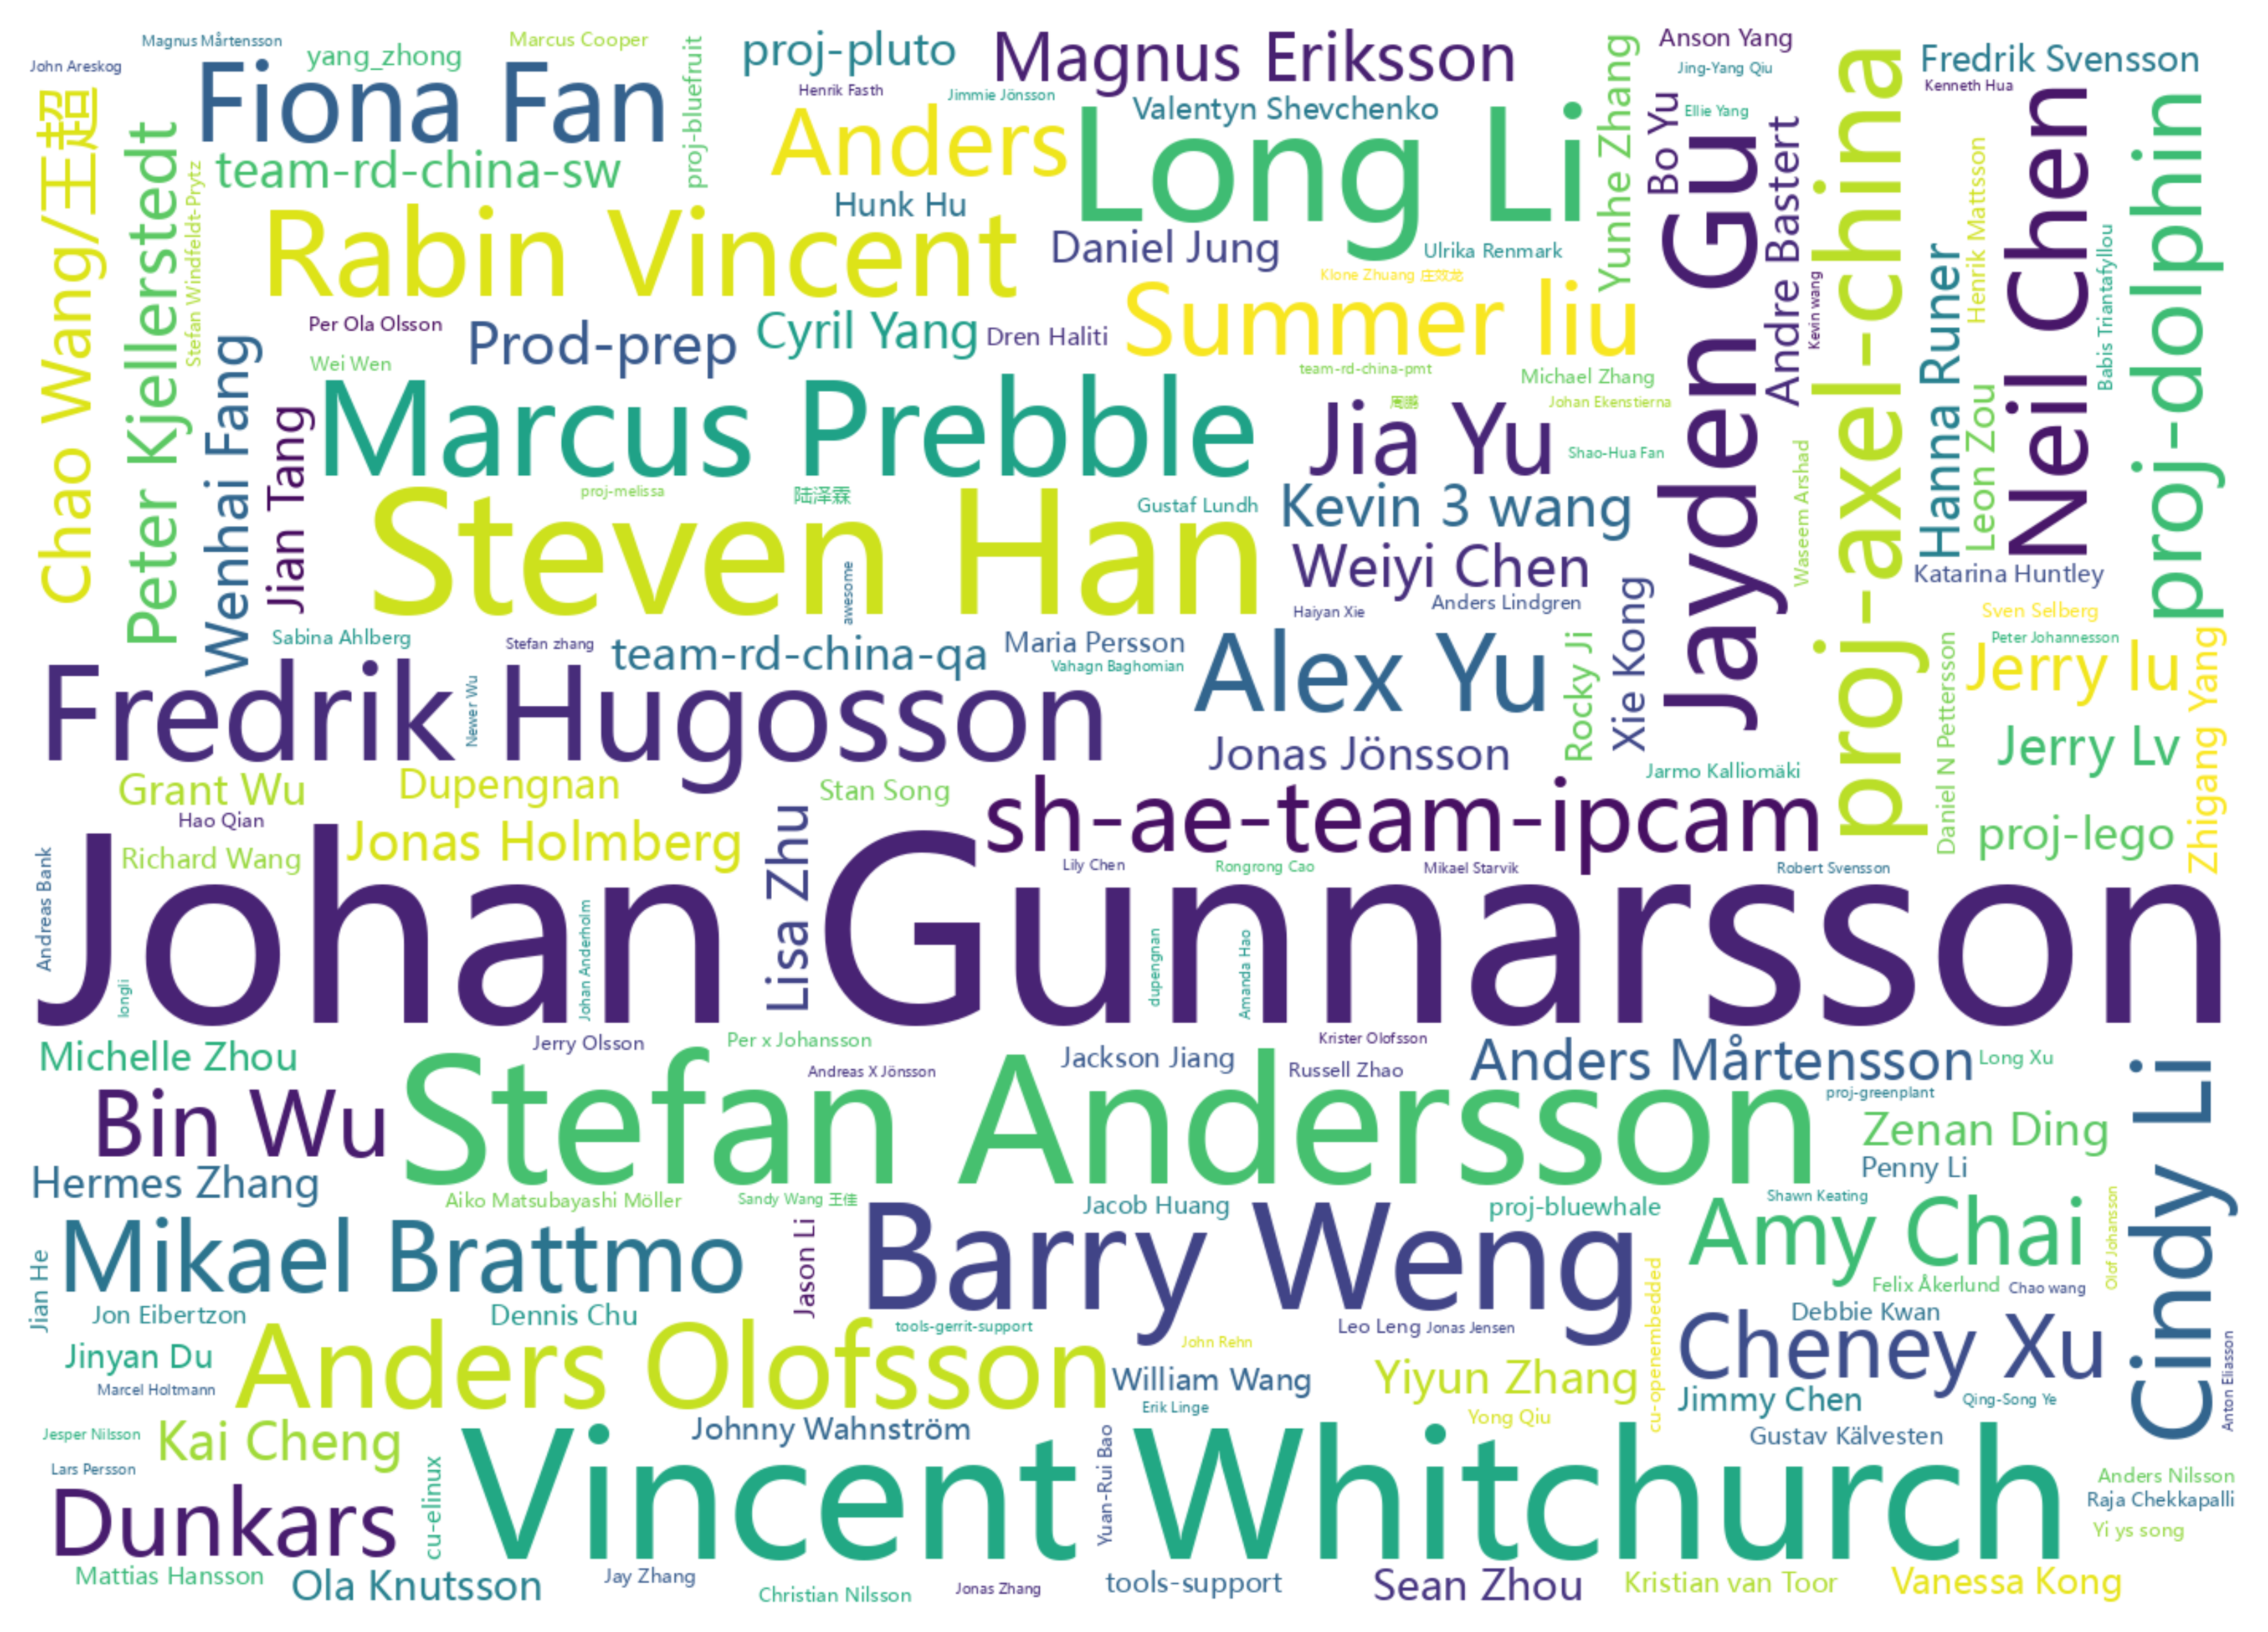 Magnus Mårtensson
Marcus Cooper
John Areskog
yang_zhong
proj-pluto
Magnus Eriksson
Anson Yang
Fredrik Svensson
Fiona Fan
proj-bluefruit
Henrik Fasth
Jimmie Jönsson
Jing-Yang Qiu
Kenneth Hua
Chao Wang/王超
Peter Kjellerstedt
team-rd-china-sw
Stefan Windfeldt-Prytz
Anders
Valentyn Shevchenko
Long Li
Yunhe Zhang
Bo Yu
Ellie Yang
Jayden Gu
Andre Bastert
proj-axel-china
Henrik Mattsson
Neil Chen
proj-dolphin
Hunk Hu
Rabin Vincent
Daniel Jung
Ulrika Renmark
Klone Zhuang 庄效龙
Kevin wang
Hanna Runer
Babis Triantafyllou
Per Ola Olsson
Prod-prep
Cyril Yang
Dren Haliti
Summer liu
Wenhai Fang
Wei Wen
team-rd-china-pmt
Michael Zhang
Jian Tang
Marcus Prebble
Jia Yu
周鹏
Johan Ekenstierna
Shao-Hua Fan
Waseem Arshad
Leon Zou
proj-melissa
陆泽霖
Gustaf Lundh
Kevin 3 wang
Steven Han
awesome
Weiyi Chen
Katarina Huntley
Haiyan Xie
Anders Lindgren
Xie Kong
Sven Selberg
Sabina Ahlberg
Stefan zhang
team-rd-china-qa
Maria Persson
Vahagn Baghomian
Alex Yu
Rocky Ji
Peter Johannesson
Daniel N Pettersson
Jerry lu
Zhigang Yang
Fredrik Hugosson
Newer Wu
Jonas Jönsson
Jerry Lv
Grant Wu
Dupengnan
Stan Song
Jarmo Kalliomäki
sh-ae-team-ipcam
Hao Qian
Jonas Holmberg
Lisa Zhu
proj-lego
Andreas Bank
Richard Wang
Lily Chen
Rongrong Cao
Mikael Starvik
Robert Svensson
Johan Gunnarsson
longli
Johan Anderholm
dupengnan
Amanda Hao
Michelle Zhou
Jerry Olsson
Per x Johansson
Jackson Jiang
Krister Olofsson
Anders Mårtensson
Long Xu
Andreas X Jönsson
Russell Zhao
proj-greenplant
Cindy Li
Bin Wu
Stefan Andersson
Zenan Ding
Penny Li
Hermes Zhang
Aiko Matsubayashi Möller
Sandy Wang 王佳
Jacob Huang
proj-bluewhale
Shawn Keating
Olof Johansson
Jian He
Mikael Brattmo
Jason Li
Barry Weng
Amy Chai
cu-openembedded
Felix Åkerlund
Chao wang
Jon Eibertzon
Dennis Chu
tools-gerrit-support
Leo Leng
Jonas Jensen
Debbie Kwan
John Rehn
Jinyan Du
Anders Olofsson
Cheney Xu
Anton Eliasson
Marcel Holtmann
William Wang
Yiyun Zhang
Erik Linge
Jimmy Chen
Qing-Song Ye
Yong Qiu
Jesper Nilsson
Kai Cheng
Johnny Wahnström
Yuan-Rui Bao
Gustav Kälvesten
Lars Persson
cu-elinux
Vincent Whitchurch
Anders Nilsson
Raja Chekkapalli
Dunkars
Yi ys song
Mattias Hansson
Ola Knutsson
Jay Zhang
Christian Nilsson
Jonas Zhang
tools-support
Sean Zhou
Kristian van Toor
Vanessa Kong